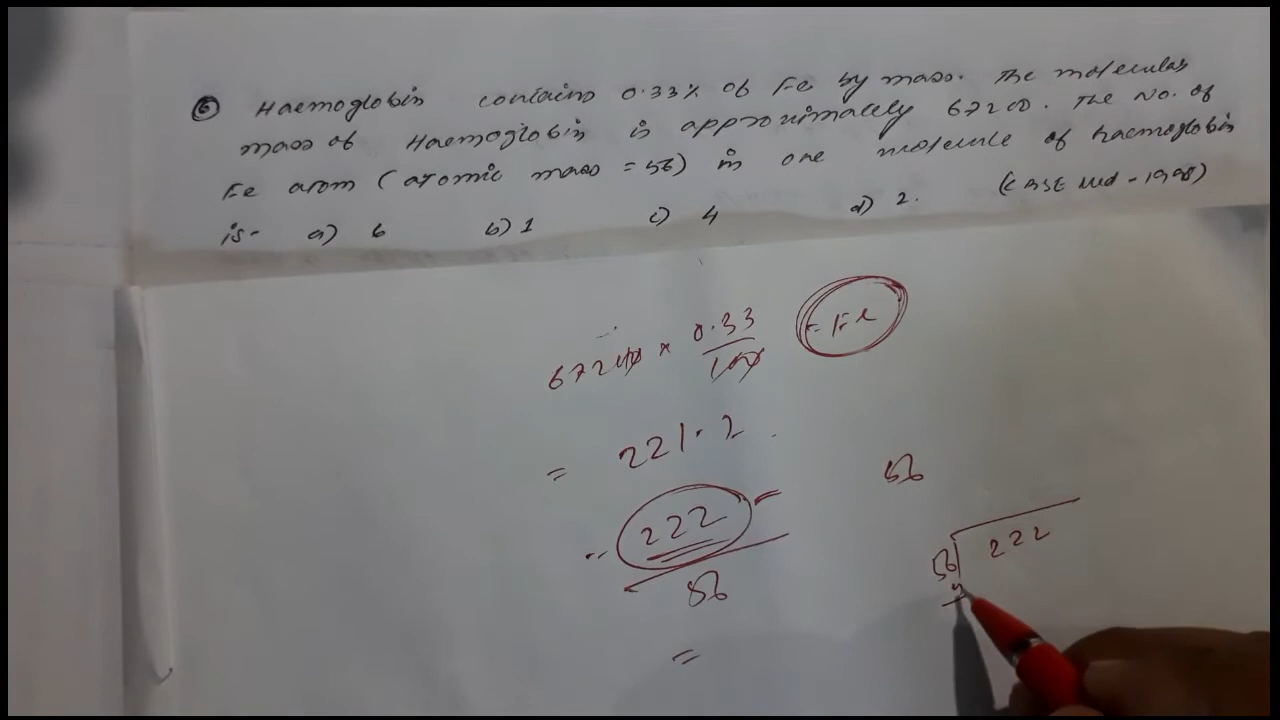 ⑥ Haemoglobin contains 0.33% of Fe by mass. The molecular
mass of Haemoglobin is approximately 67200. The No. of
Fe atom (atomic mass = 56) in one molecule of haemoglobin
is- a) 6 b) 1 c) 4 d) 2. (CBSE Med - 1998)
67200 × 0.33/100 = Fe
= 221.2
222/56
=
56
56 222